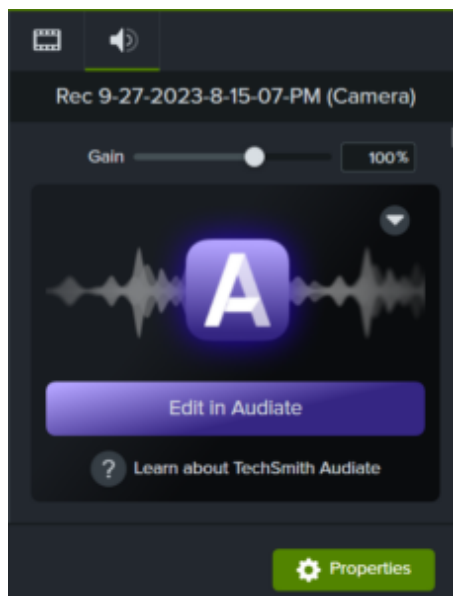 Rec 9-27-2023-8-15-07-PM (Camera)
Gain 100%
A
Edit in Audiate
? Learn about TechSmith Audiate
Properties